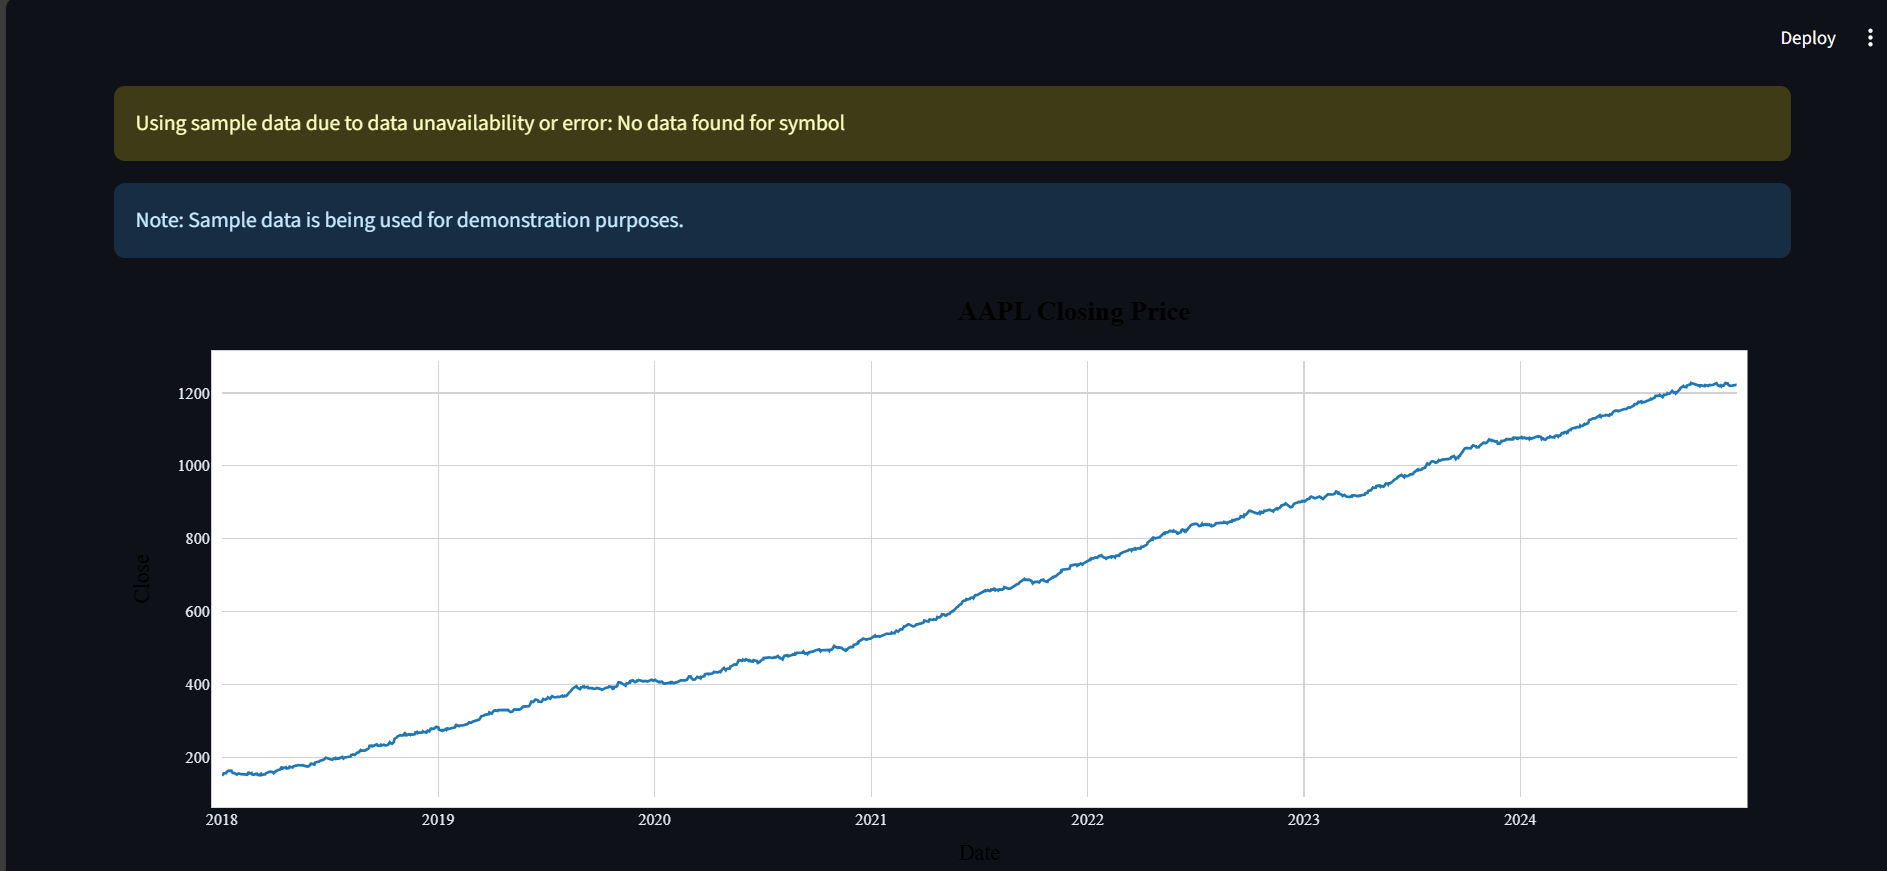 Deploy
Using sample data due to data unavailability or error: No data found for symbol
Note: Sample data is being used for demonstration purposes.
AAPL Closing Price
1200
1000
800
600
400
200
Close
2018 2019 2020 2021 2022 2023 2024
Date